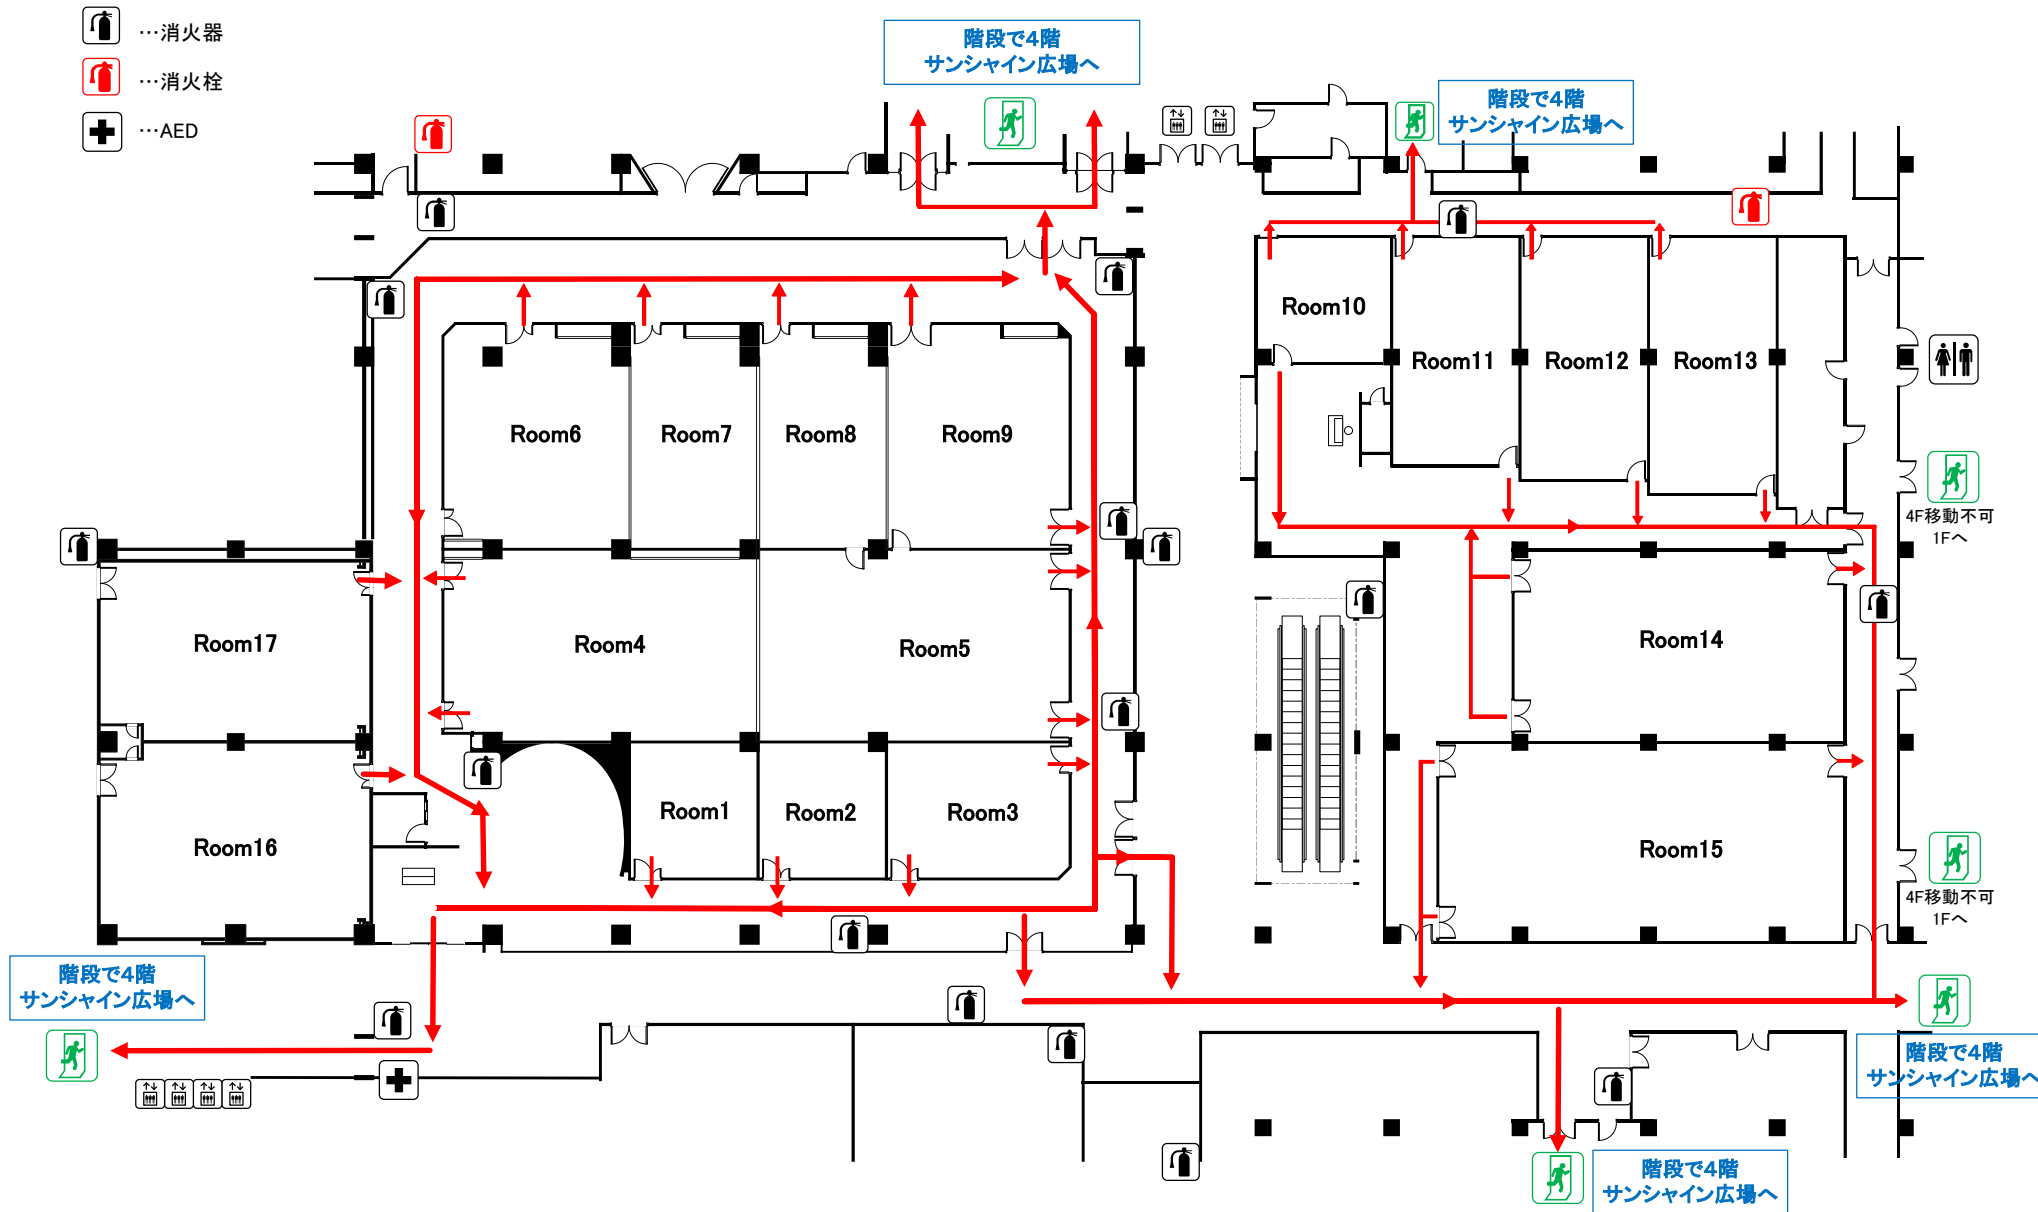 …消火器
…消火栓
…AED
階段で4階
サンシャイン広場へ
階段で4階
サンシャイン広場へ
Room10
Room11
Room12
Room13
Room6
Room7
Room8
Room9
4F移動不可
1Fへ
Room17
Room4
Room5
Room14
Room16
Room1
Room2
Room3
Room15
4F移動不可
1Fへ
階段で4階
サンシャイン広場へ
階段で4階
サンシャイン広場へ
階段で4階
サンシャイン広場へ